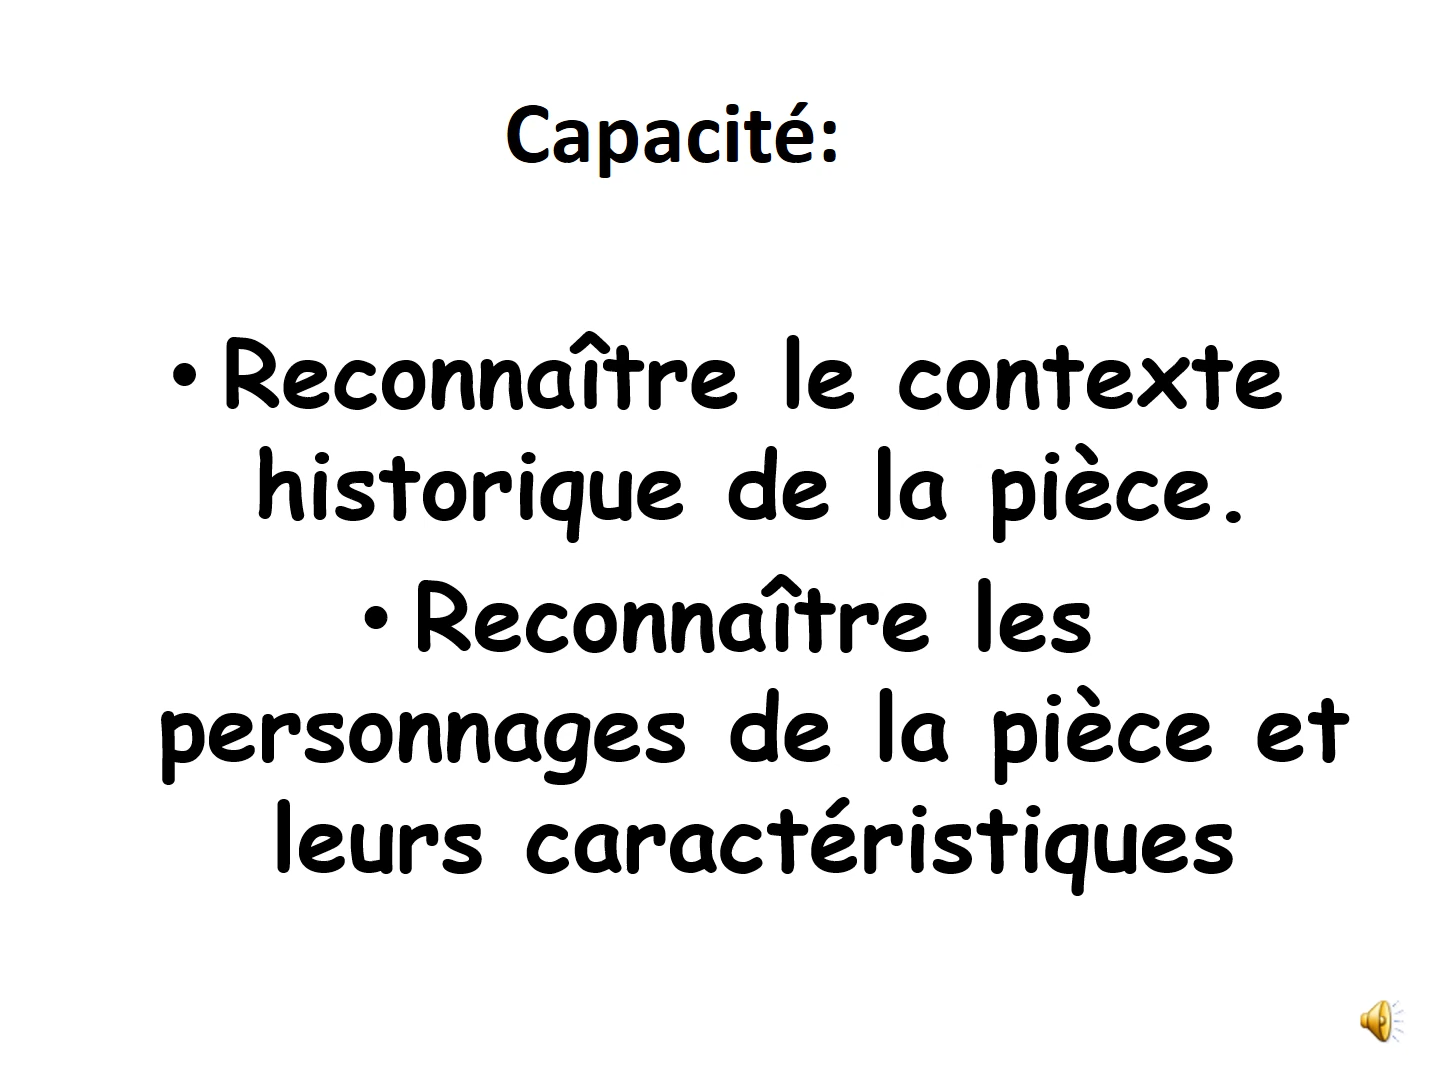 Capacité:
• Reconnaître le contexte
historique de la pièce.
• Reconnaître les
personnages de la pièce et
leurs caractéristiques